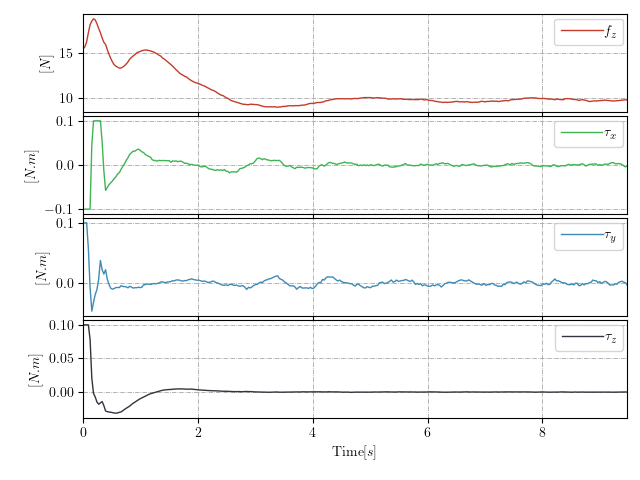 f_z
[N]
15
10
τ_x
[N.m]
0.1
0.0
−0.1
τ_y
[N.m]
0.1
0.0
τ_z
[N.m]
0.10
0.05
0.00
0 2 4 6 8
Time[s]